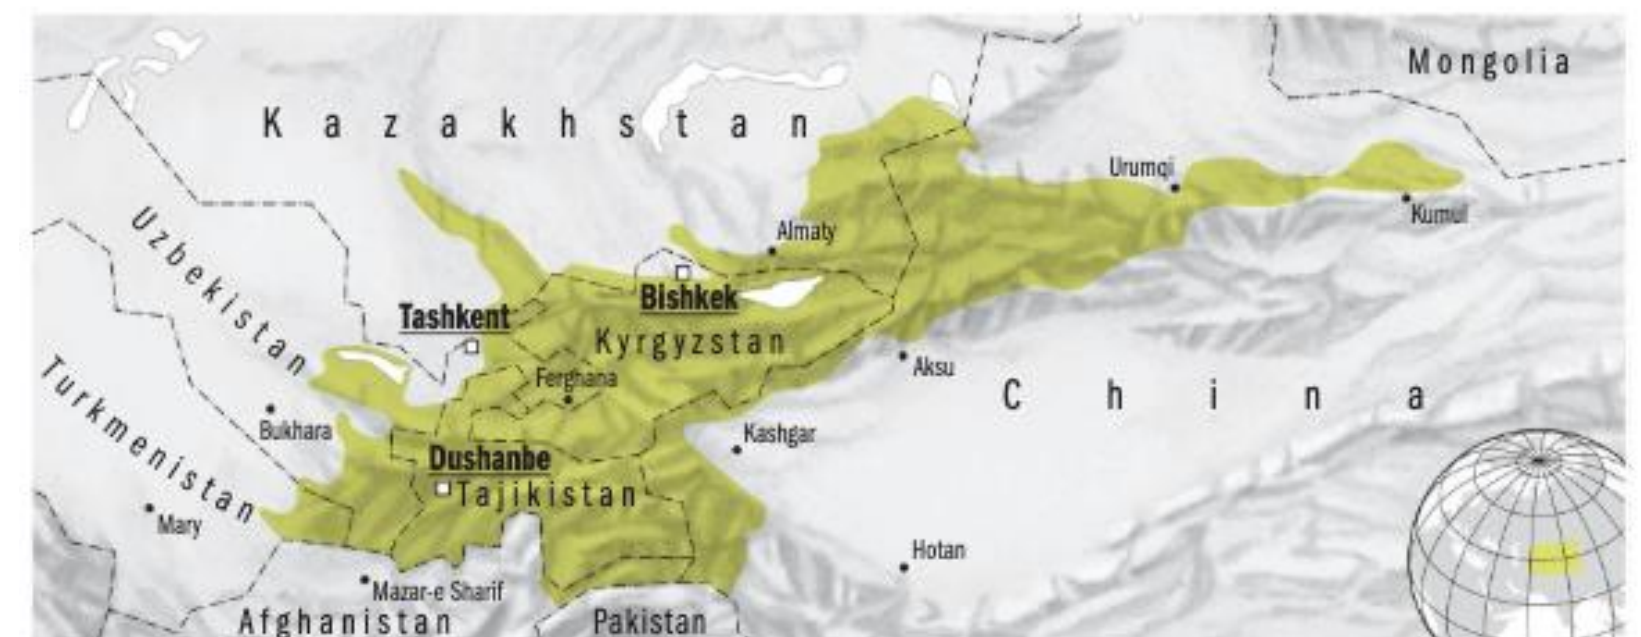 Mongolia
Kazakhstan
Urumqi
Kumul
Uzbekistan
Almaty
Bishkek
Tashkent
Kyrgyzstan
Ferghana
Aksu
China
Turkmenistan
Bukhara
Kashgar
Dushanbe
Tajikistan
Mary
Hotan
Mazar-e Sharif
Afghanistan
Pakistan